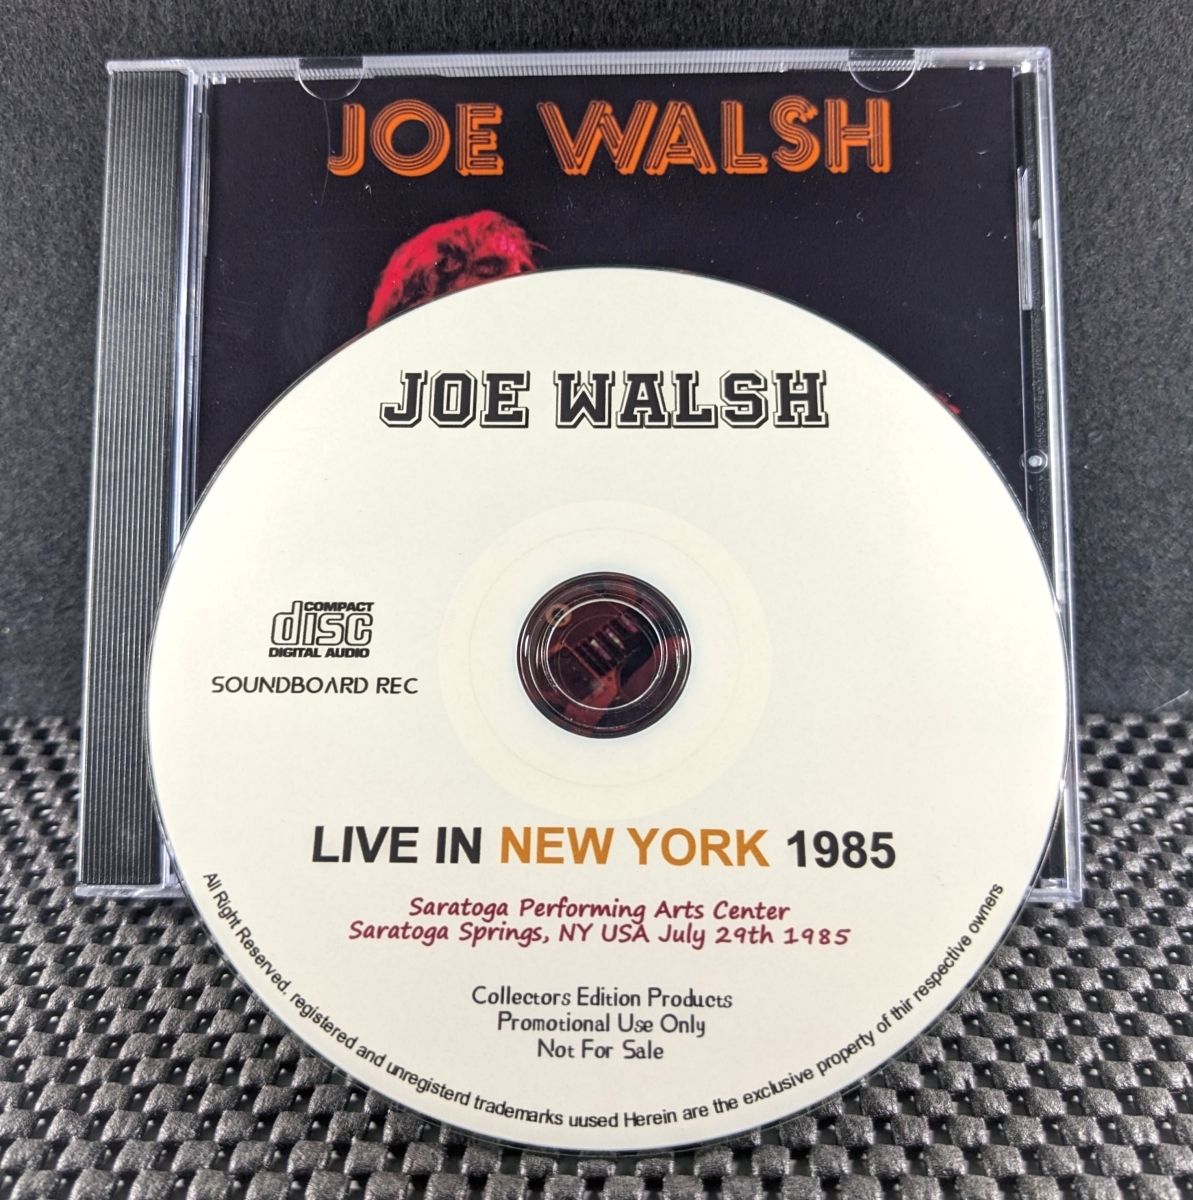 JOE WALSH
JOE WALSH
COMPACT
disc
DIGITAL AUDIO
SOUNDBOARD REC
LIVE IN NEW YORK 1985
Saratoga Performing Arts Center
Saratoga Springs, NY USA July 29th 1985
Collectors Edition Products
Promotional Use Only
Not For Sale
All Right Reserved. registered and unregisterd trademarks uused Herein are the exclusive property of thir respective owners